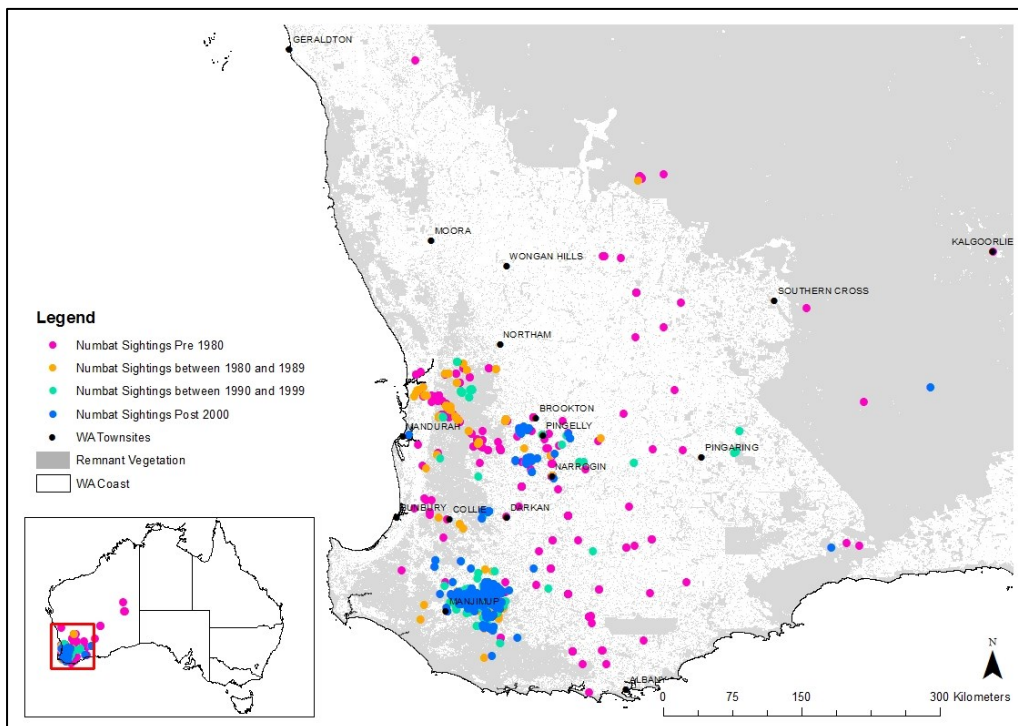 GERALDTON
MOORA
WONGAN HILLS
KALGOORLIE
SOUTHERN CROSS
NORTHAM
BROOKTON
MANDURAH
PINGELLY
PINGARING
NARROGIN
BUNBURY
COLLIE
DARKAN
MANJIMUP
ALBANY
Legend
Numbat Sightings Pre 1980
Numbat Sightings between 1980 and 1989
Numbat Sightings between 1990 and 1999
Numbat Sightings Post 2000
WA Townsites
Remnant Vegetation
WA Coast
N
0 75 150 300 Kilometers